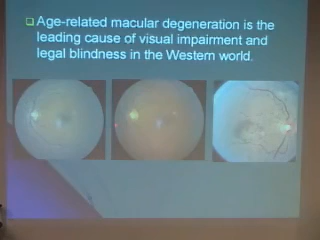 Age-related macular degeneration is the
leading cause of visual impairment and
legal blindness in the Western world.